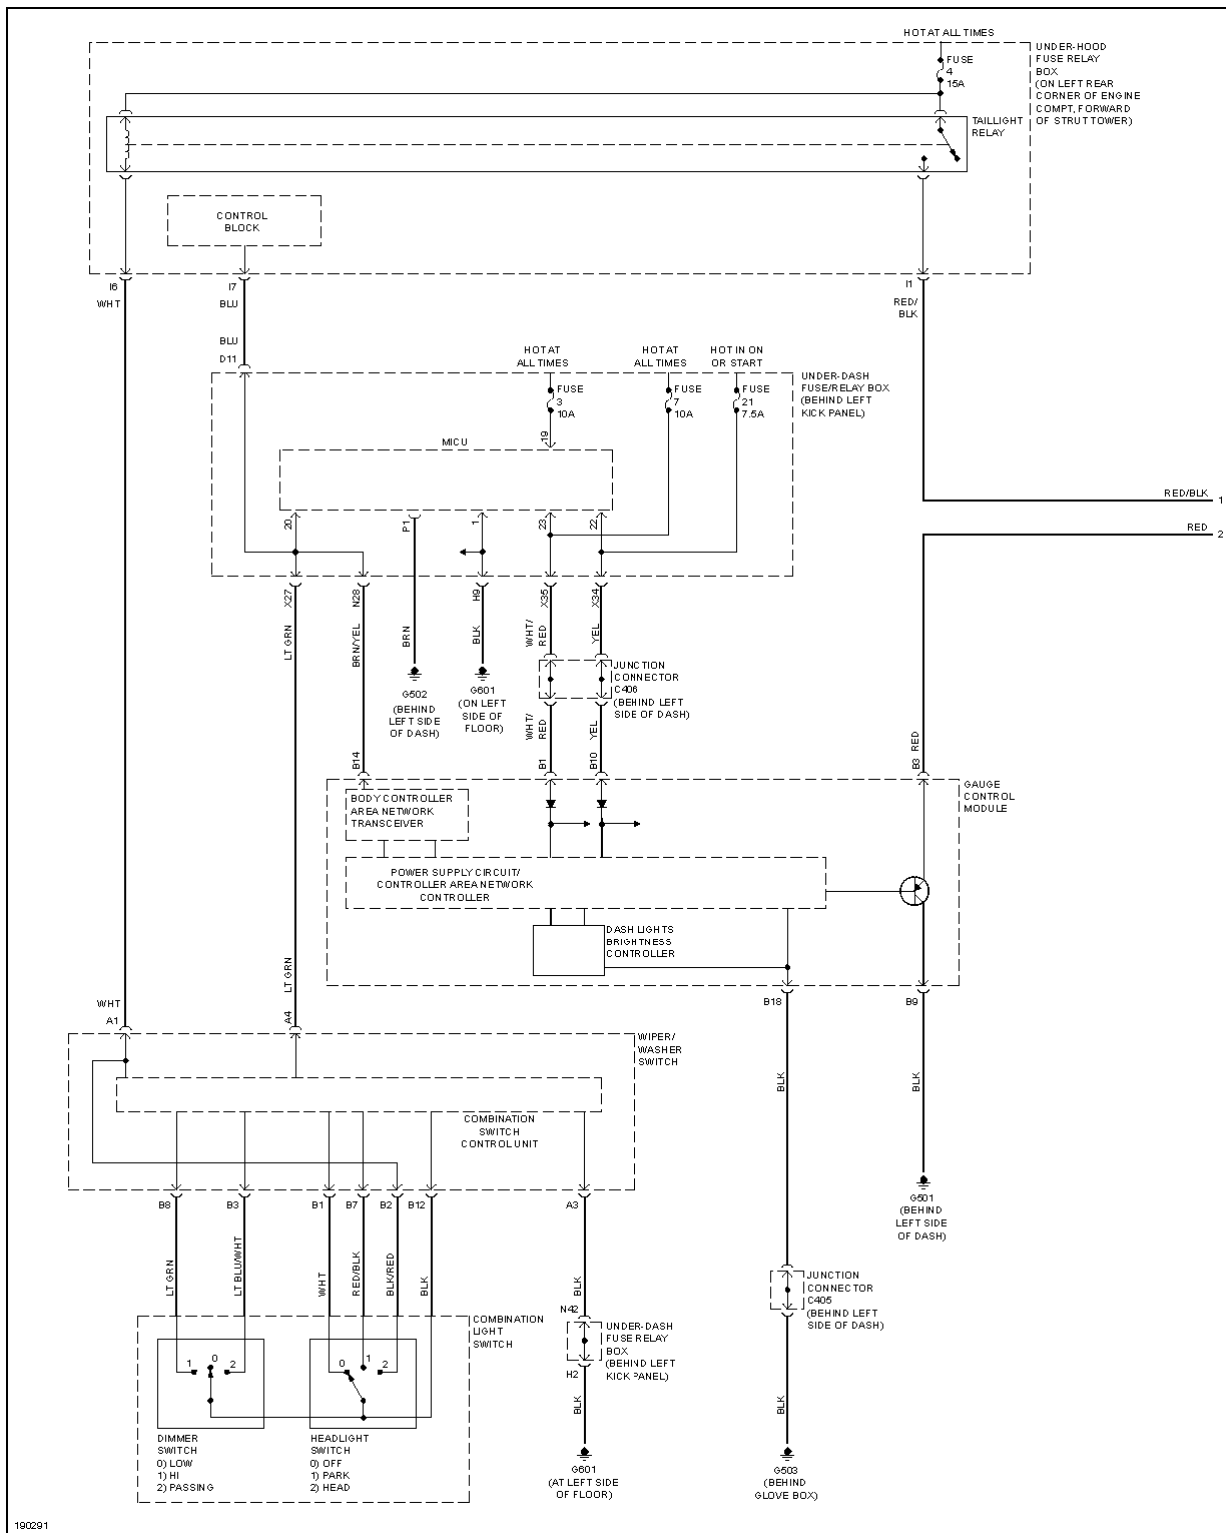 HOT AT ALL TIMES
FUSE
4
15A
UNDER-HOOD
FUSE RELAY
BOX
(ON LEFT REAR
CORNER OF ENGINE
COMPT, FORWARD
OF STRUT TOWER)
TAILLIGHT
RELAY
CONTROL
BLOCK
I6
WHT
I7
BLU
I1
RED/
BLK
BLU
D11
HOT AT
ALL TIMES
HOT AT
ALL TIMES
HOT IN ON
OR START
FUSE
3
10A
FUSE
7
10A
FUSE
21
7.5A
UNDER-DASH
FUSE/RELAY BOX
(BEHIND LEFT
KICK PANEL)
19
MICU
20
P1
1
23
22
RED/BLK
1
RED
2
X27
N28
H9
X35
X34
LT GRN
BRN/YEL
BRN
BLK
WHT/
RED
YEL
G502
(BEHIND
LEFT SIDE
OF DASH)
G601
(ON LEFT
SIDE OF
FLOOR)
JUNCTION
CONNECTOR
C406
(BEHIND LEFT
SIDE OF DASH)
WHT/
RED
YEL
B14
B1
B10
B3
RED
GAUGE
CONTROL
MODULE
BODY CONTROLLER
AREA NETWORK
TRANSCEIVER
POWER SUPPLY CIRCUIT/
CONTROLLER AREA NETWORK
CONTROLLER
DASH LIGHTS
BRIGHTNESS
CONTROLLER
B18
B9
WHT
A1
LT GRN
A4
WIPER/
WASHER
SWITCH
COMBINATION
SWITCH
CONTROL UNIT
BLK
BLK
B8
B3
B1
B7
B2
B12
A3
G501
(BEHIND
LEFT SIDE
OF DASH)
LT GRN
LT BLU/WHT
WHT
RED/BLK
BLK/RED
BLK
BLK
N42
JUNCTION
CONNECTOR
C405
(BEHIND LEFT
SIDE OF DASH)
COMBINATION
LIGHT
SWITCH
UNDER-DASH
FUSE RELAY
BOX
(BEHIND LEFT
KICK PANEL)
H2
1
0
2
0
1
2
BLK
BLK
DIMMER
SWITCH
0) LOW
1) HI
2) PASSING
HEADLIGHT
SWITCH
0) OFF
1) PARK
2) HEAD
G601
(AT LEFT SIDE
OF FLOOR)
G503
(BEHIND
GLOVE BOX)
190291